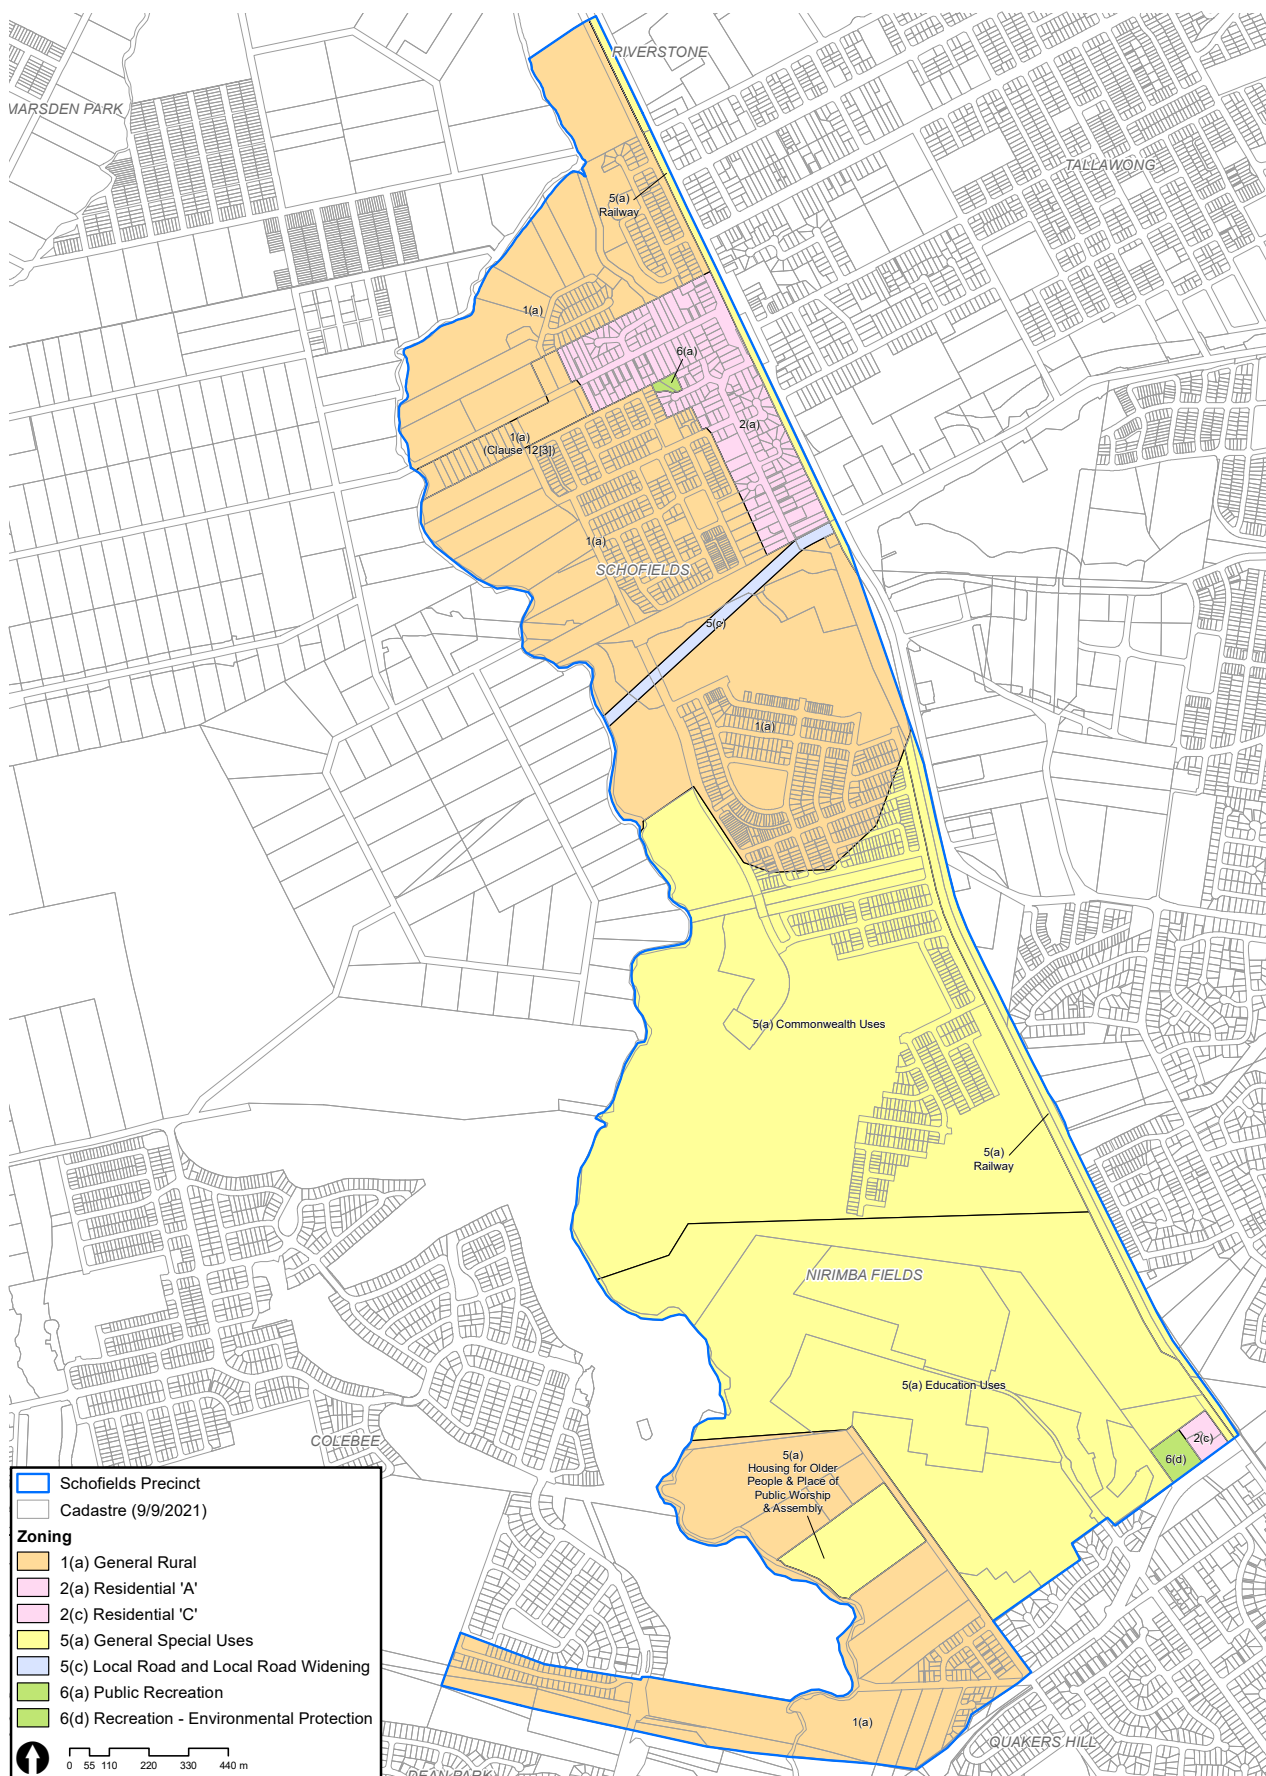 RIVERSTONE
MARSDEN PARK
TALLAWONG
5(a)
Railway
1(a)
6(a)
2(a)
1(a)
(Clause 12[3])
1(a)
SCHOFIELDS
5(c)
1(a)
5(a) Commonwealth Uses
5(a)
Railway
NIRIMBA FIELDS
5(a) Education Uses
2(c)
6(d)
COLEBEE
5(a)
Housing for Older
People & Place of
Public Worship
& Assembly
1(a)
QUAKERS HILL
DEAN PARK
Schofields Precinct
Cadastre (9/9/2021)
Zoning
1(a) General Rural
2(a) Residential 'A'
2(c) Residential 'C'
5(a) General Special Uses
5(c) Local Road and Local Road Widening
6(a) Public Recreation
6(d) Recreation - Environmental Protection
0 55 110 220 330 440 m